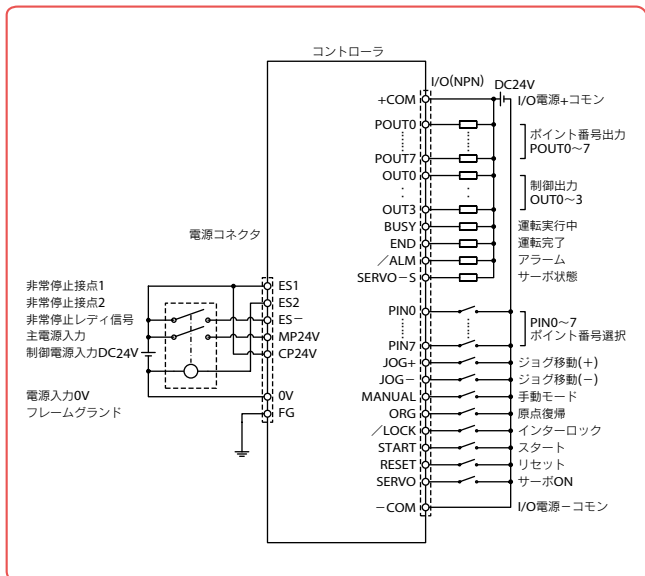 コントローラ
I/O(NPN)
DC24V
+COM
I/O電源+コモン
POUT0
ポイント番号出力
POUT0〜7
POUT7
OUT0
制御出力
OUT0〜3
OUT3
BUSY
運転実行中
END
運転完了
/ALM
アラーム
SERVO-S
サーボ状態
電源コネクタ
非常停止接点1
ES1
非常停止接点2
ES2
非常停止レディ信号
ES-
主電源入力
MP24V
制御電源入力DC24V
CP24V
電源入力0V
0V
フレームグランド
FG
PIN0
PIN0〜7
ポイント番号選択
PIN7
JOG+
ジョグ移動(+)
JOG-
ジョグ移動(-)
MANUAL
手動モード
ORG
原点復帰
/LOCK
インターロック
START
スタート
RESET
リセット
SERVO
サーボON
-COM
I/O電源-コモン